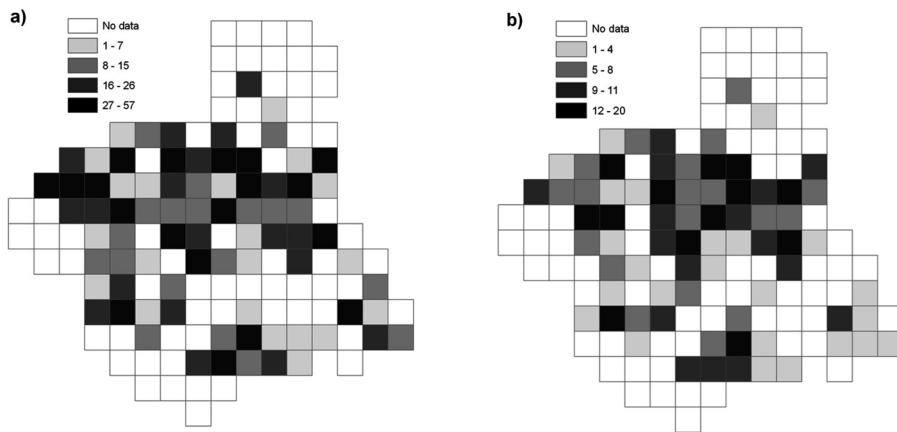 a)
No data
1 - 7
8 - 15
16 - 26
27 - 57
b)
No data
1 - 4
5 - 8
9 - 11
12 - 20